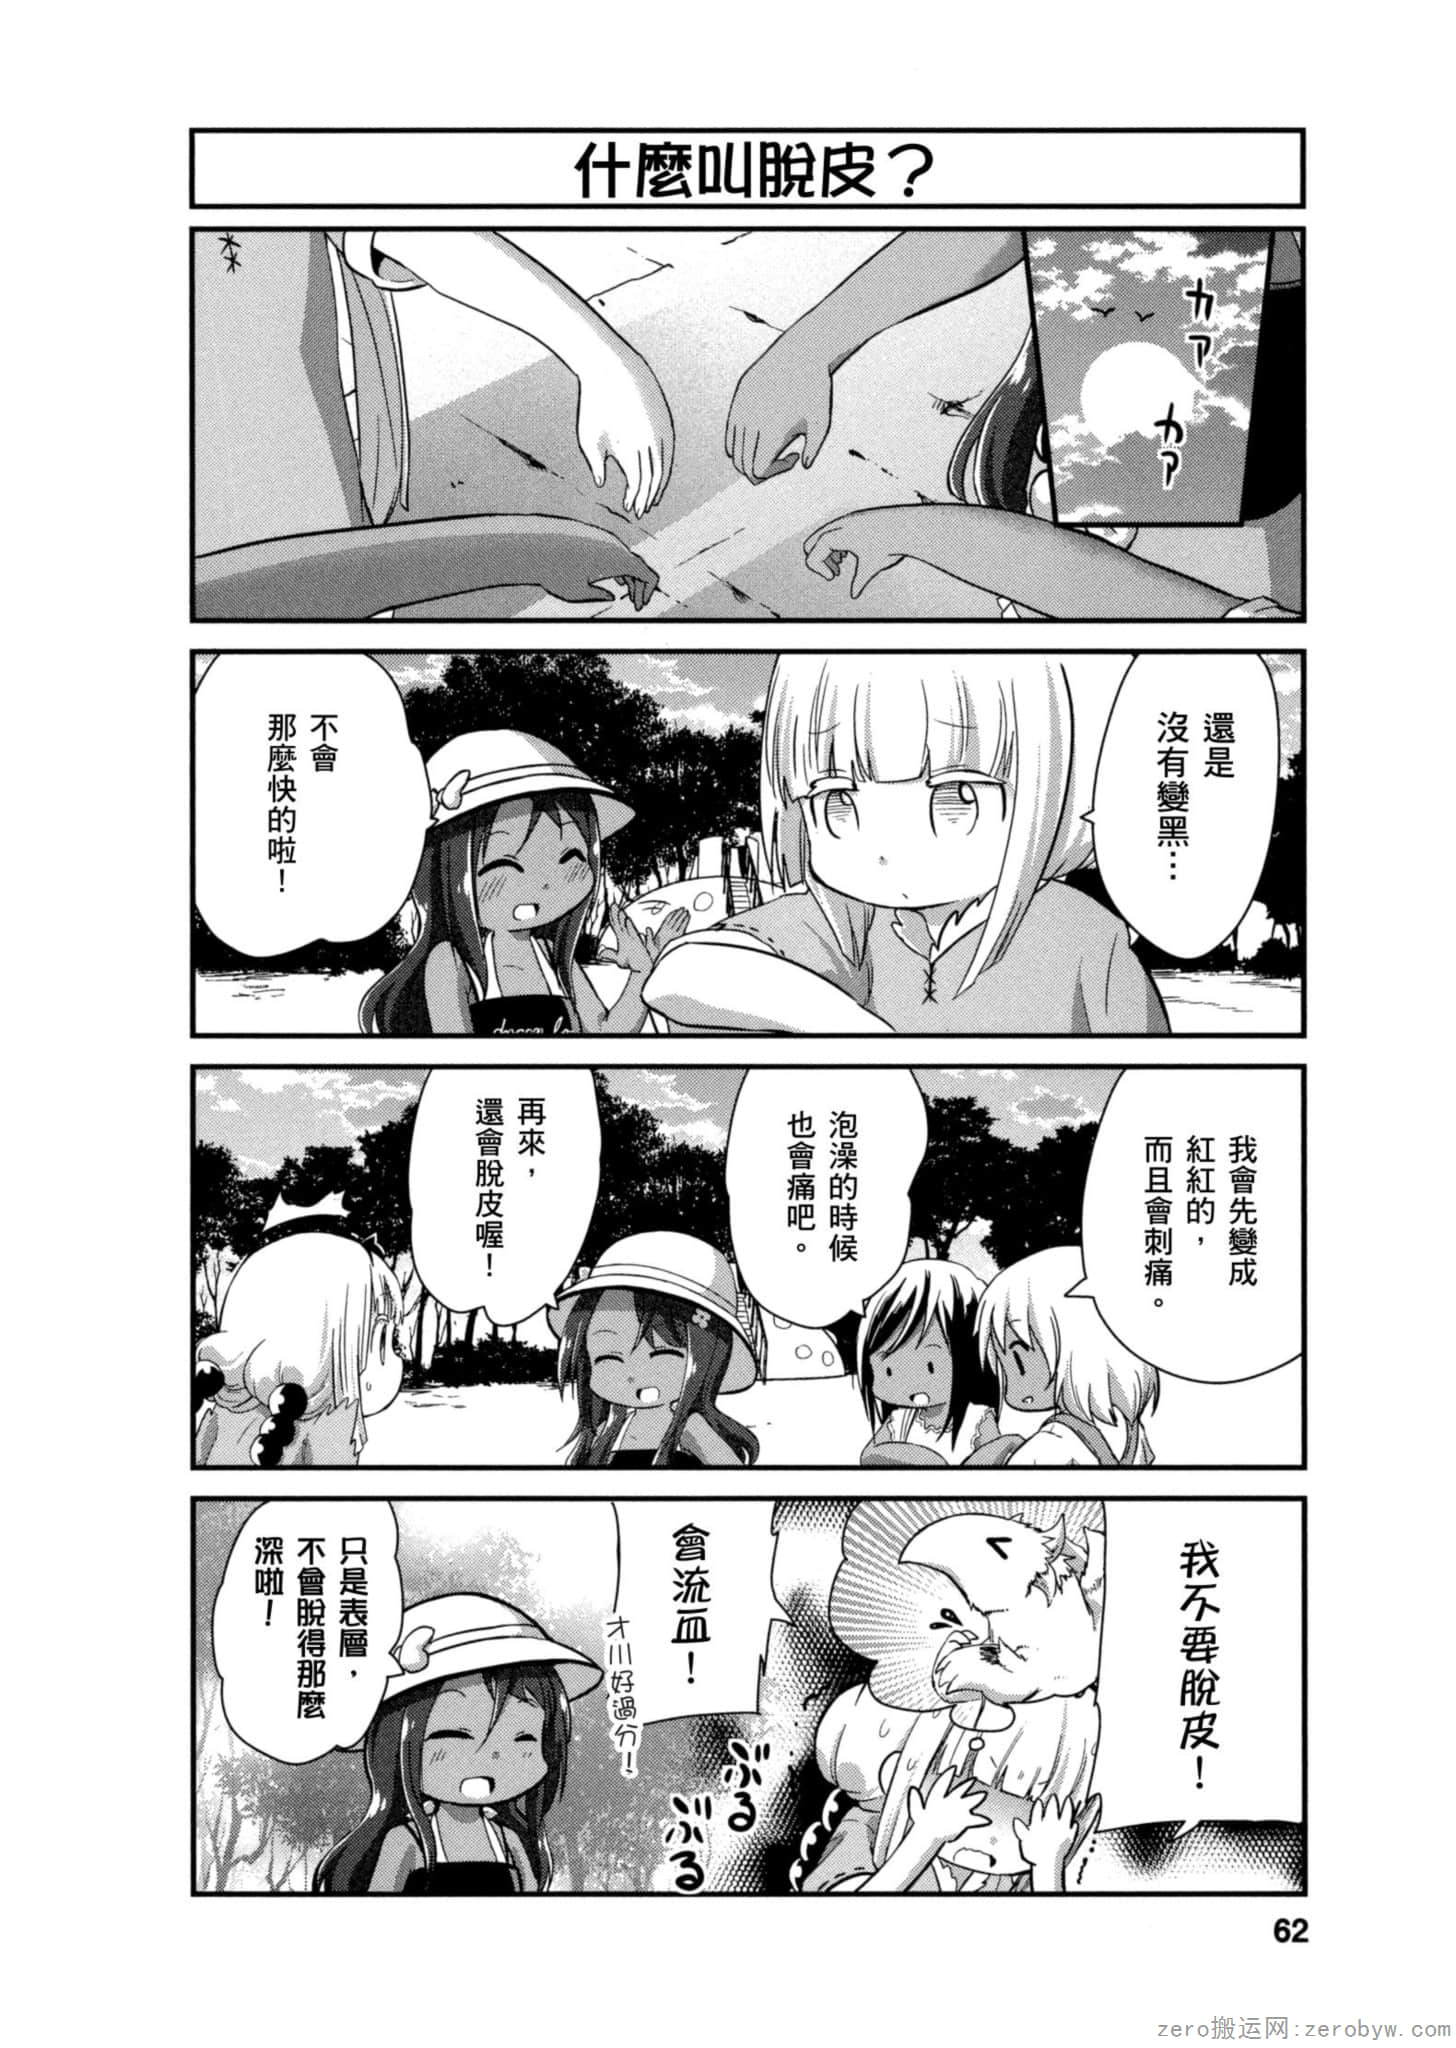 什麼叫脫皮？
カァ
カァ
還是
沒有變黑…
不會
那麼快的啦！
我會先變成
紅紅的，
而且會刺痛。
泡澡的時候
也會痛吧。
再來，
還會脫皮喔！
我不要脫皮！
會流血！
才川好過分！
ぶる
ぶる
只是表層，
不會脫得那麼
深啦！
62
zero搬运网:zerobyw.com